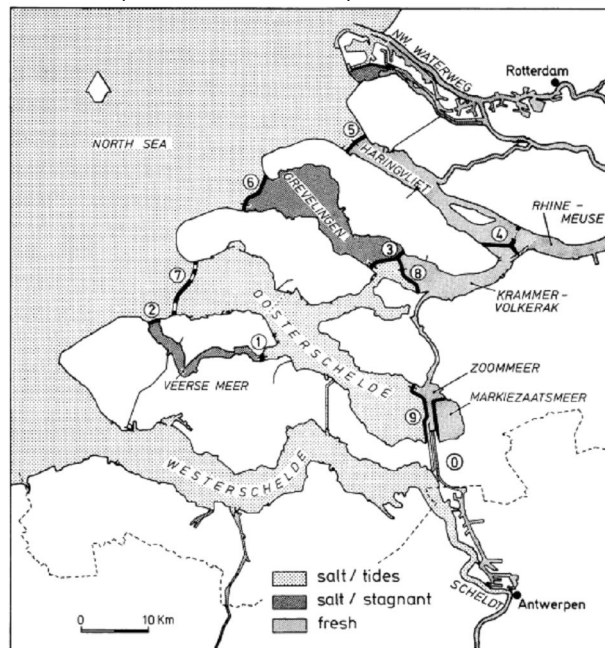 NW. WATERWEG
Rotterdam
NORTH SEA
5
HARINGVLIET
6
GREVELINGEN
RHINE -
MEUSE
4
3
8
7
KRAMMER-
VOLKERAK
2
OOSTERSCHELDE
1
VEERSE MEER
ZOOMMEER
MARKIEZAATSMEER
9
0
WESTERSCHELDE
salt / tides
salt / stagnant
fresh
SCHELDT
Antwerpen
0 10 Km